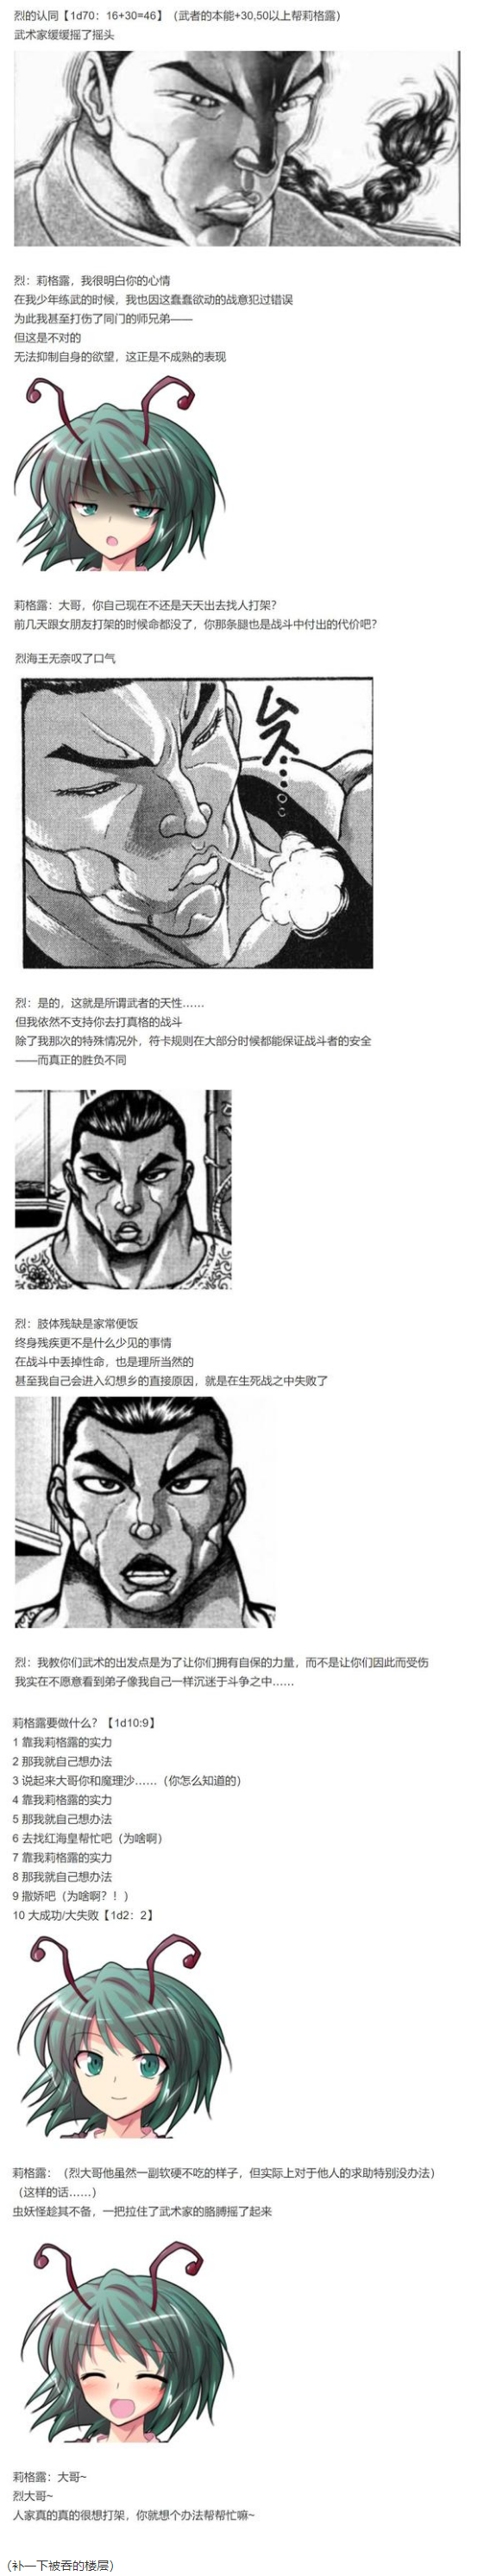 烈的认同【1d70：16+30=46】（武者的本能+30,50以上帮莉格露）
武术家缓缓摇了摇头
烈：莉格露，我很明白你的心情
在我少年练武的时候，我也因这蠢蠢欲动的战意犯过错误
为此我甚至打伤了同门的师兄弟——
但这是不对的
无法抑制自身的欲望，这正是不成熟的表现
莉格露：大哥，你自己现在不还是天天出去找人打架？
前几天跟女朋友打架的时候命都没了，你那条腿也是战斗中付出的代价吧？
烈海王无奈叹了口气
ムス…
烈：是的，这就是所谓武者的天性……
但我依然不支持你去打真格的战斗
除了我那次的特殊情况外，符卡规则在大部分时候都能保证战斗者的安全
——而真正的胜负不同
烈：肢体残缺是家常便饭
终身残疾更不是什么少见的事情
在战斗中丢掉性命，也是理所当然的
甚至我自己会进入幻想乡的直接原因，就是在生死战之中失败了
烈：我教你们武术的出发点是为了让你们拥有自保的力量，而不是让你们因此而受伤
我实在不愿意看到弟子像我自己一样沉迷于斗争之中……
莉格露要做什么？【1d10:9】
1 靠我莉格露的实力
2 那我就自己想办法
3 说起来大哥你和魔理沙……（你怎么知道的）
4 靠我莉格露的实力
5 那我就自己想办法
6 去找红海皇帮忙吧（为啥啊）
7 靠我莉格露的实力
8 那我就自己想办法
9 撒娇吧（为啥啊？！）
10 大成功/大失败【1d2：2】
莉格露：（烈大哥他虽然一副软硬不吃的样子，但实际上对于他人的求助特别没办法）
（这样的话……）
虫妖怪趁其不备，一把拉住了武术家的胳膊摇了起来
莉格露：大哥~
烈大哥~
人家真的真的很想打架，你就想个办法帮帮忙嘛~
（补一下被吞的楼层）